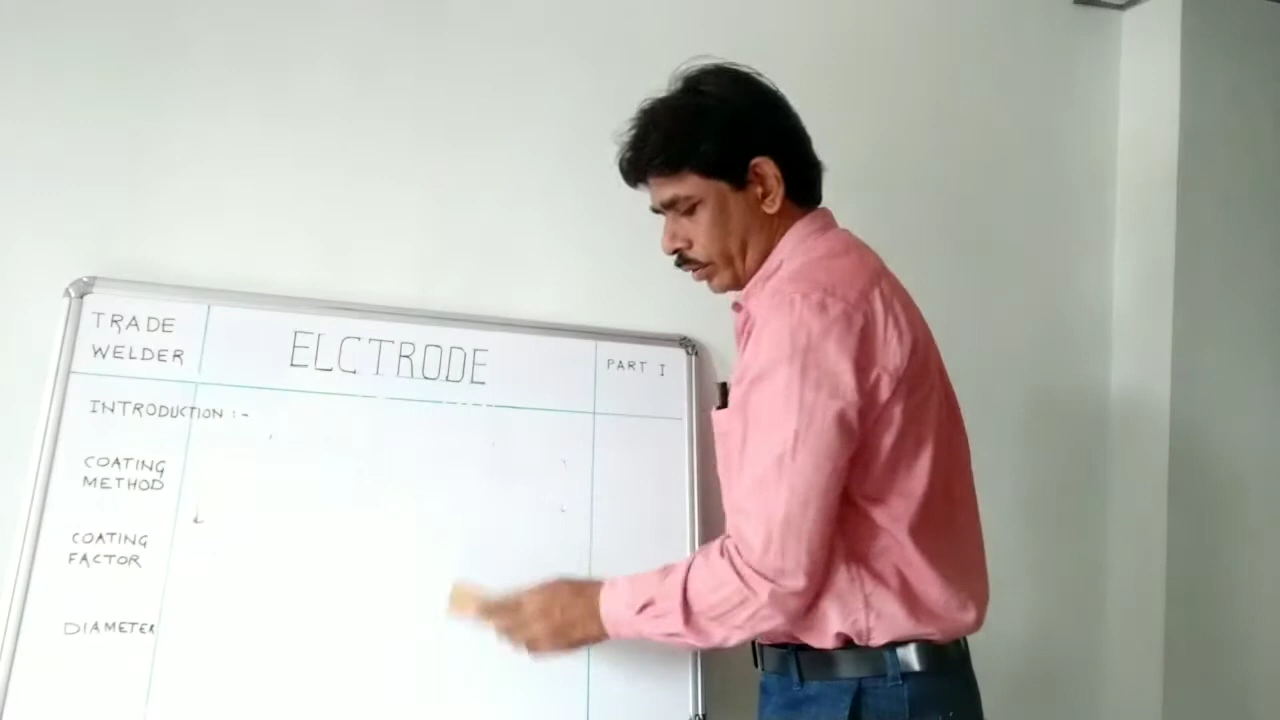 TRADE
WELDER
ELCTRODE
PART I
INTRODUCTION :-
COATING
METHOD
COATING
FACTOR
DIAMETER